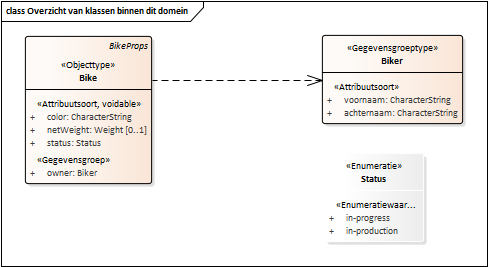 class Overzicht van klassen binnen dit domein
BikeProps
«Objecttype»
Bike
«Attribuutsoort, voidable»
+ color: CharacterString
+ netWeight: Weight [0..1]
+ status: Status
«Gegevensgroep»
+ owner: Biker
«Gegevensgroeptype»
Biker
«Attribuutsoort»
+ voornaam: CharacterString
+ achternaam: CharacterString
«Enumeratie»
Status
«Enumeratiewaar...
+ in-progress
+ in-production